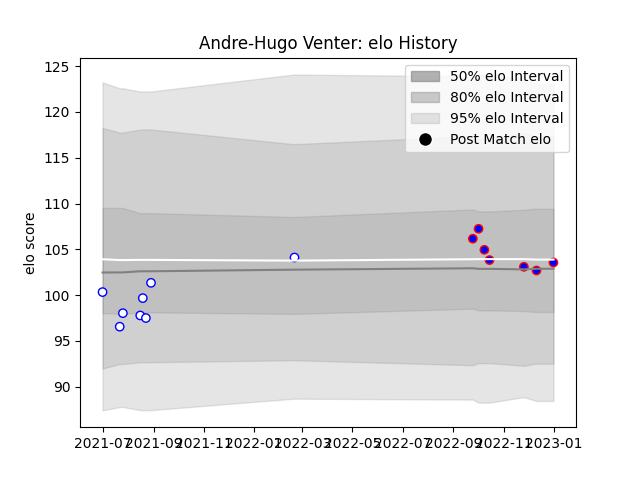 Andre-Hugo Venter: elo History
125
120
115
110
105
100
95
90
elo score
50% elo Interval
80% elo Interval
95% elo Interval
Post Match elo
2021-07 2021-09 2021-11 2022-01 2022-03 2022-05 2022-07 2022-09 2022-11 2023-01